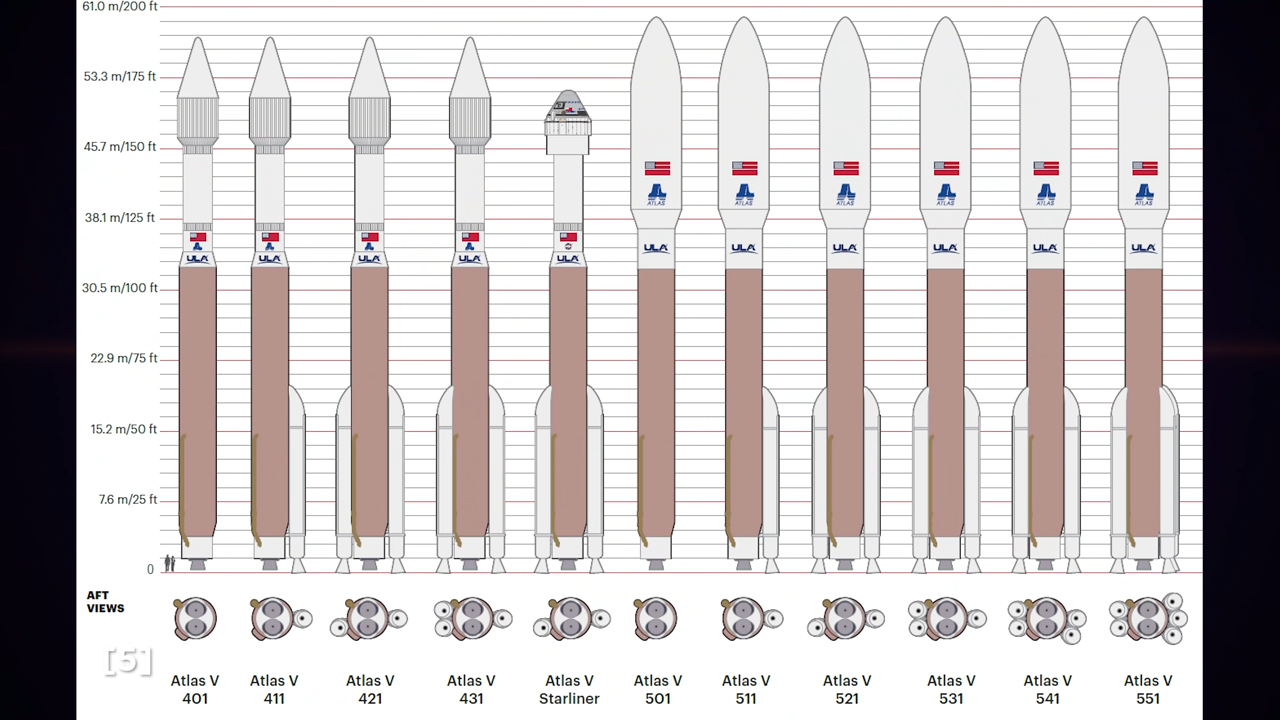 61.0 m/200 ft
53.3 m/175 ft
45.7 m/150 ft
38.1 m/125 ft
30.5 m/100 ft
22.9 m/75 ft
15.2 m/50 ft
7.6 m/25 ft
0
ATLAS ATLAS ATLAS ATLAS ATLAS ATLAS
ULA ULA ULA ULA ULA ULA
ULA ULA ULA ULA ULA
AFT
VIEWS
[5]
Atlas V 401
Atlas V 411
Atlas V 421
Atlas V 431
Atlas V Starliner
Atlas V 501
Atlas V 511
Atlas V 521
Atlas V 531
Atlas V 541
Atlas V 551